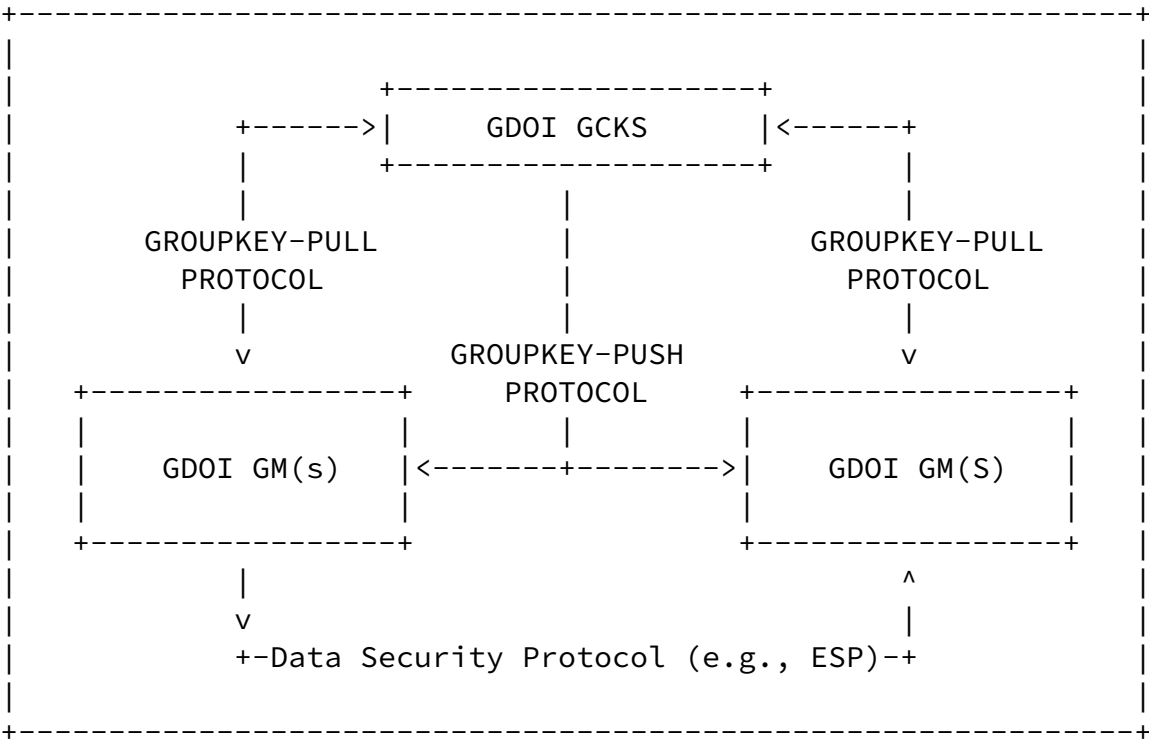 GDOI GCKS
GROUPKEY-PULL GROUPKEY-PULL
PROTOCOL PROTOCOL
GROUPKEY-PUSH
PROTOCOL
GDOI GM(s) GDOI GM(S)
Data Security Protocol (e.g., ESP)